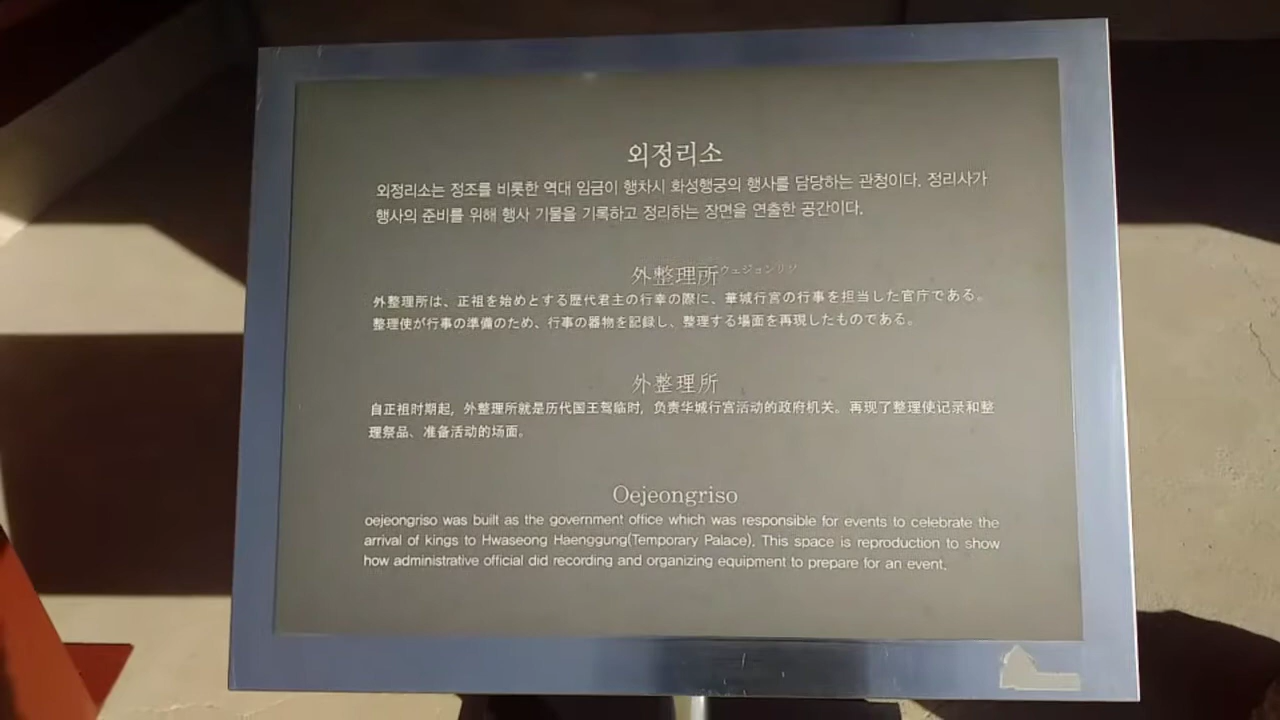 외정리소
외정리소는 정조를 비롯한 역대 임금이 행차시 화성행궁의 행사를 담당하는 관청이다. 정리사가
행사의 준비를 위해 행사 기물을 기록하고 정리하는 장면을 연출한 공간이다.
外整理所ウェジョンリソ
外整理所は、正祖を始めとする歴代君主の行幸の際に、華城行宮の行事を担当した官庁である。
整理使が行事の準備のため、行事の器物を記録し、整理する場面を再現したものである。
外整理所
自正祖时期起, 外整理所就是历代国王驾临时, 负责华城行宫活动的政府机关。再现了整理使记录和整
理祭品、准备活动的场面。
Oejeongriso
oejeongriso was built as the government office which was responsible for events to celebrate the
arrival of kings to Hwaseong Haenggung(Temporary Palace). This space is reproduction to show
how administrative official did recording and organizing equipment to prepare for an event.